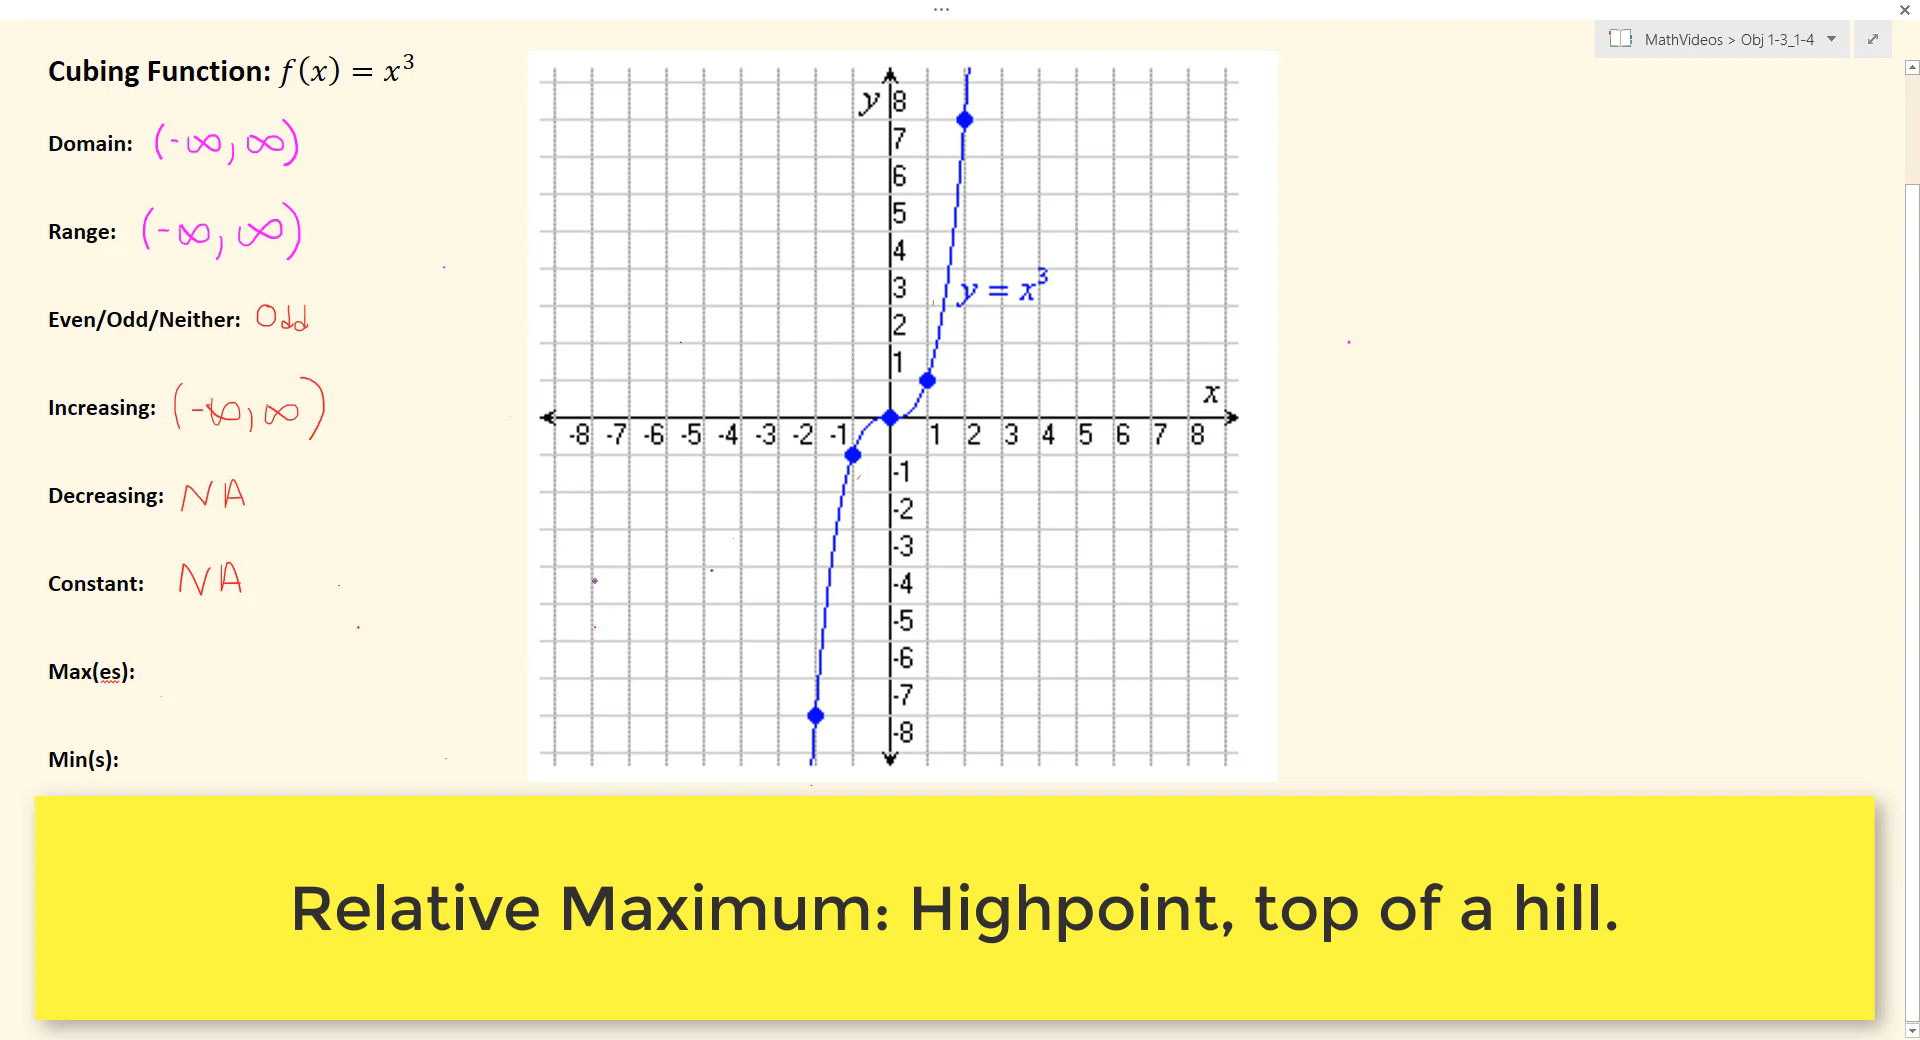 MathVideos > Obj 1-3_1-4
Cubing Function: f(x) = x³
Domain: (-∞, ∞)
Range: (-∞, ∞)
Even/Odd/Neither: Odd
Increasing: (-∞, ∞)
Decreasing: NA
Constant: NA
Max(es):
Min(s):
y
8
7
6
5
4
3
y = x³
2
1
x
-8 -7 -6 -5 -4 -3 -2 -1 1 2 3 4 5 6 7 8
-1
-2
-3
-4
-5
-6
-7
-8
Relative Maximum: Highpoint, top of a hill.